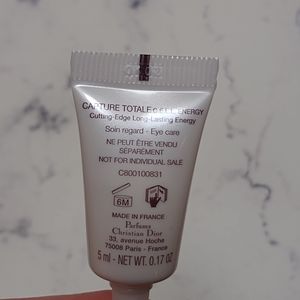 CAPTURE TOTALE C.E.L.L. ENERGY
Cutting-Edge Long-Lasting Energy
Soin regard - Eye care
NE PEUT ÊTRE VENDU
SÉPARÉMENT
NOT FOR INDIVIDUAL SALE
C800100831
6M
MADE IN FRANCE
Parfums
Christian Dior
33, avenue Hoche
75008 Paris - France
5 ml - NET WT. 0.17 OZ